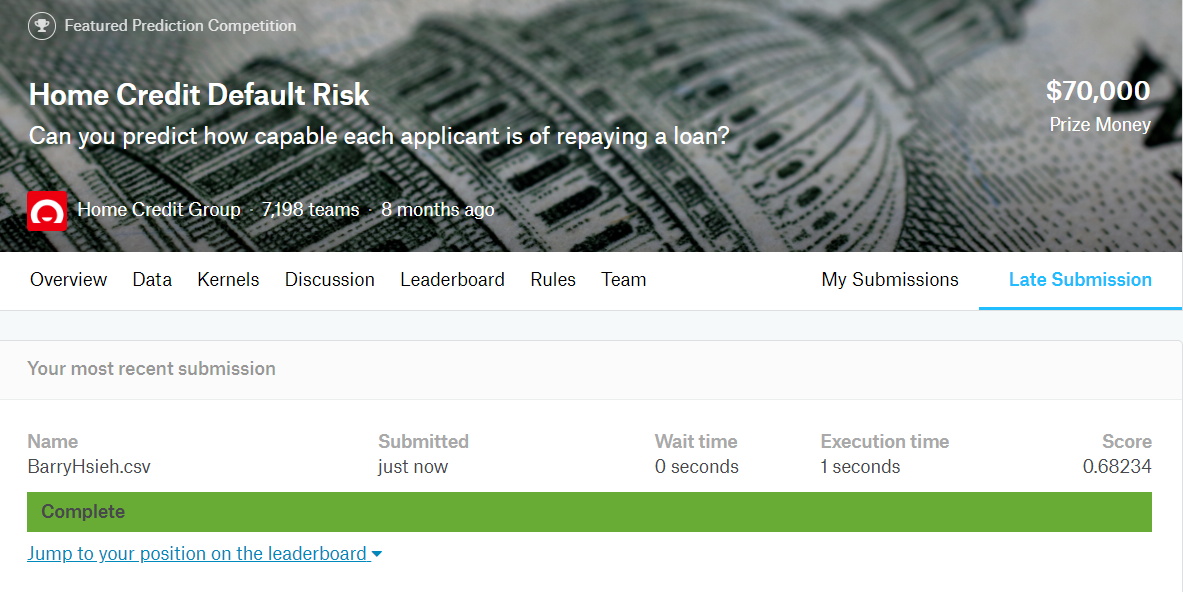 Featured Prediction Competition
Home Credit Default Risk
$70,000
Can you predict how capable each applicant is of repaying a loan?
Prize Money
Home Credit Group · 7,198 teams · 8 months ago
Overview Data Kernels Discussion Leaderboard Rules Team My Submissions Late Submission
Your most recent submission
Name Submitted Wait time Execution time Score
BarryHsieh.csv just now 0 seconds 1 seconds 0.68234
Complete
Jump to your position on the leaderboard